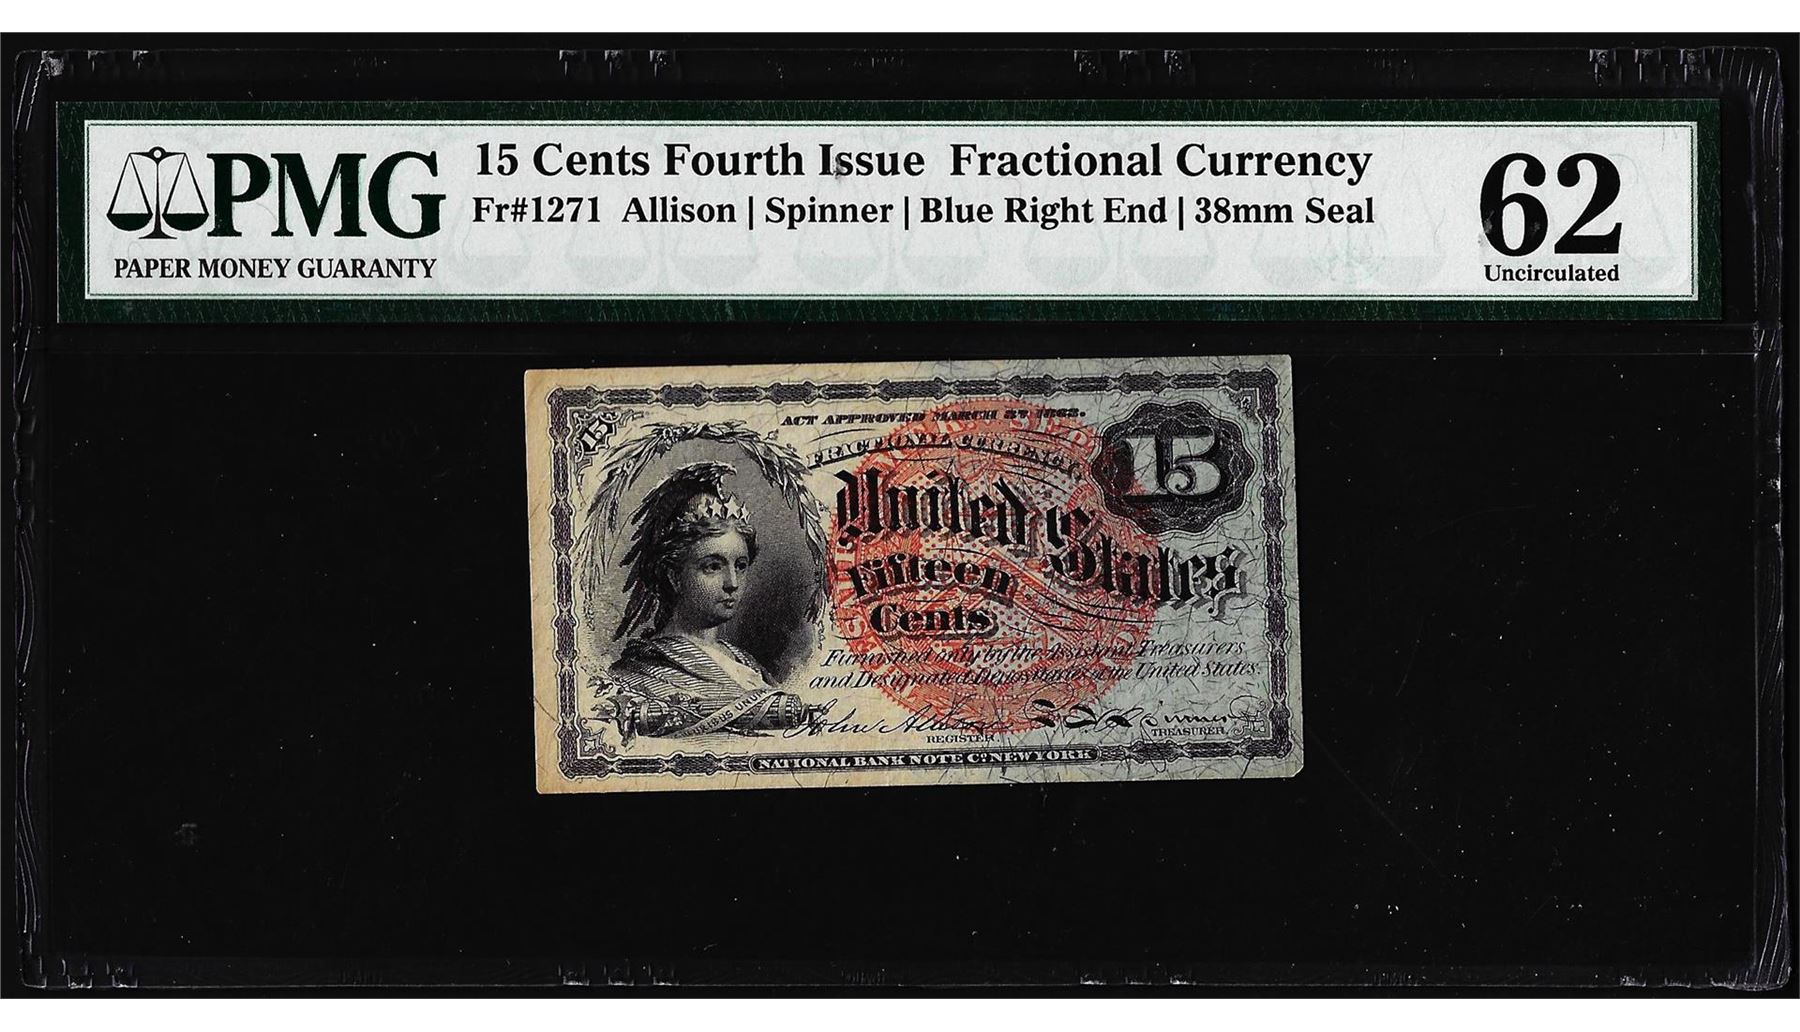 PMG
PAPER MONEY GUARANTY
15 Cents Fourth Issue Fractional Currency
Fr#1271 Allison | Spinner | Blue Right End | 38mm Seal
62
Uncirculated
ACT APPROVED MARCH 3ᴿᴰ 1863.
FRACTIONAL CURRENCY.
15
15
United States
Fifteen
Cents
Furnished only by the Assistant Treasurers
and Designated Depositaries of the United States.
John Allison
REGISTER
TREASURER.
NATIONAL BANK NOTE Cº NEW YORK